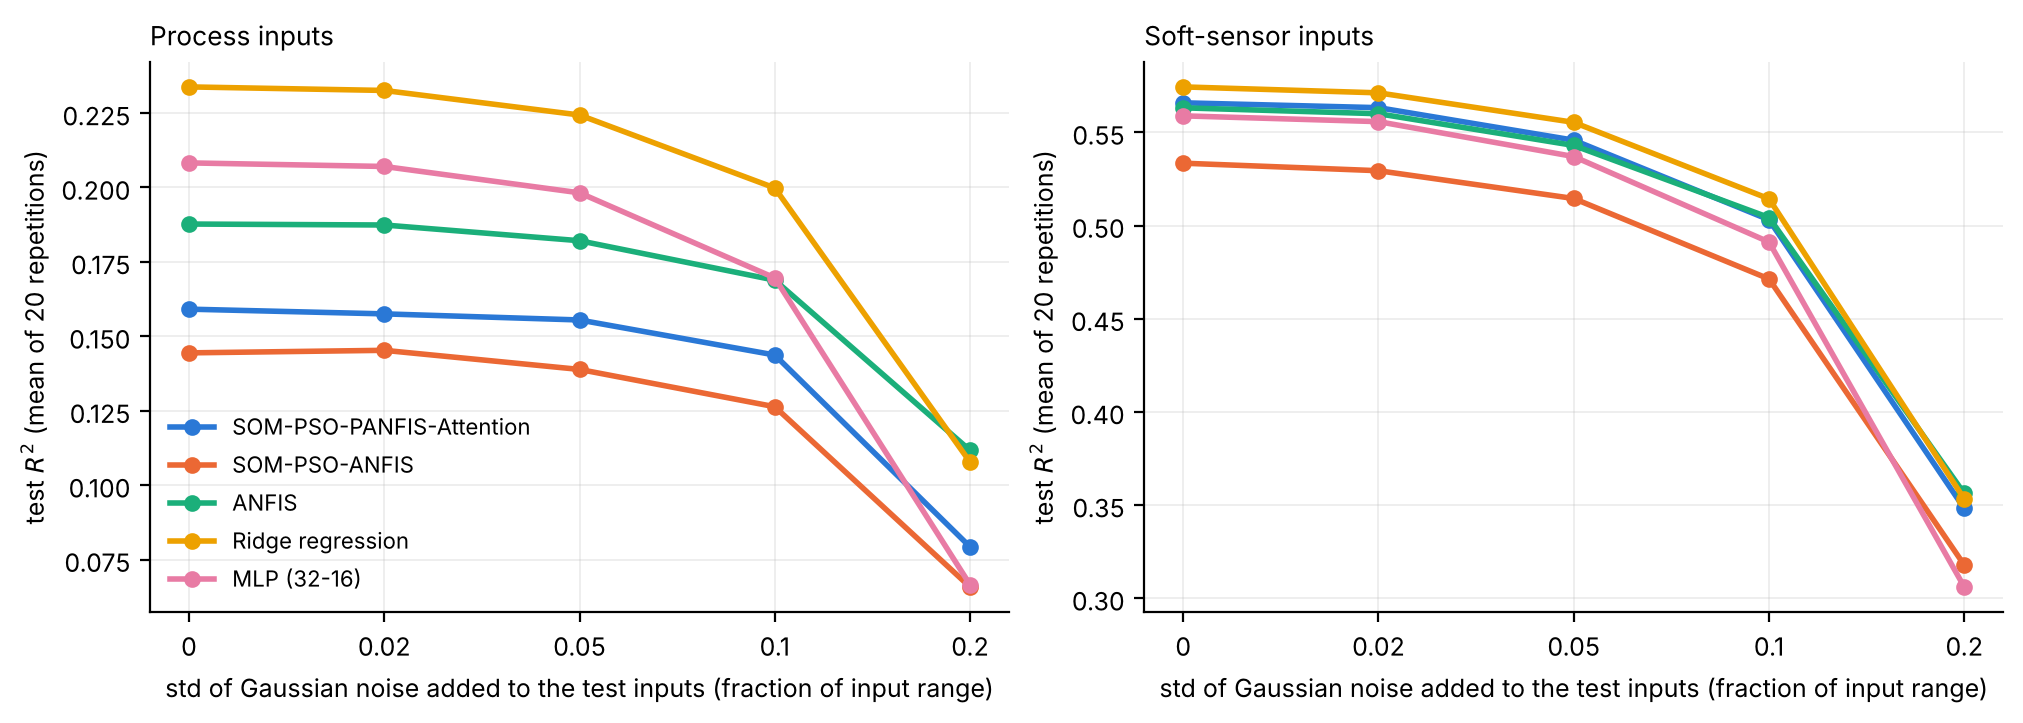 Process inputs
test R² (mean of 20 repetitions)
0.225
0.200
0.175
0.150
0.125
0.100
0.075
SOM-PSO-PANFIS-Attention
SOM-PSO-ANFIS
ANFIS
Ridge regression
MLP (32-16)
0 0.02 0.05 0.1 0.2
std of Gaussian noise added to the test inputs (fraction of input range)
Soft-sensor inputs
test R² (mean of 20 repetitions)
0.55
0.50
0.45
0.40
0.35
0.30
0 0.02 0.05 0.1 0.2
std of Gaussian noise added to the test inputs (fraction of input range)